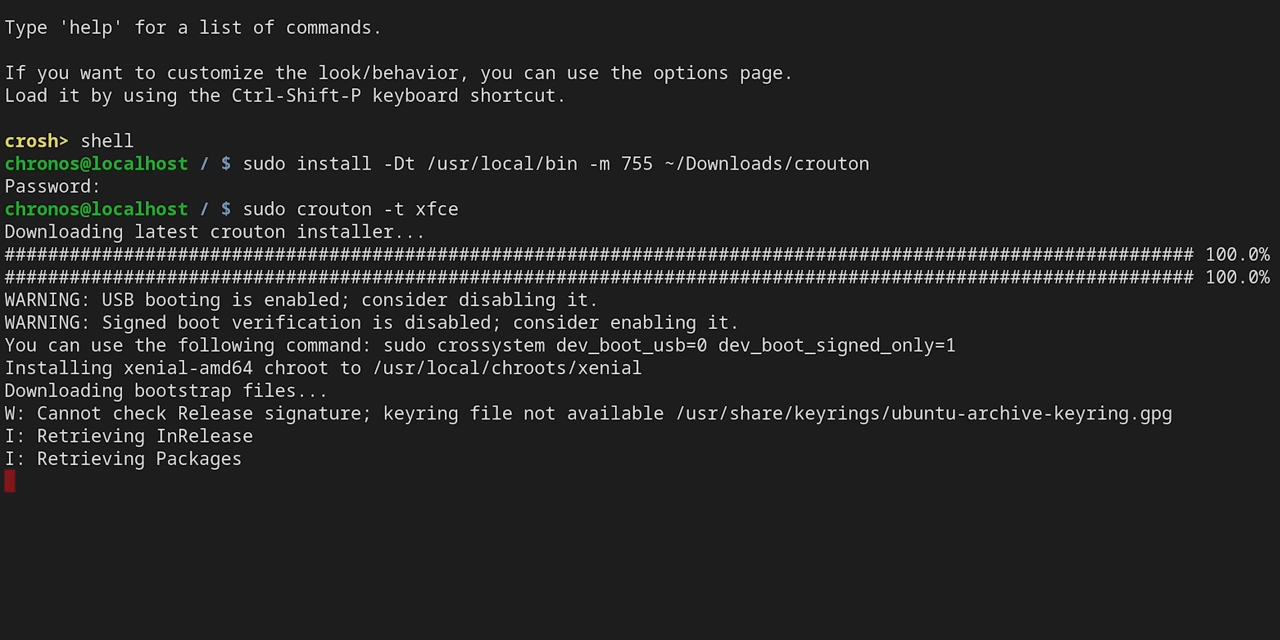 Type 'help' for a list of commands.
If you want to customize the look/behavior, you can use the options page.
Load it by using the Ctrl-Shift-P keyboard shortcut.
crosh> shell
chronos@localhost / $ sudo install -Dt /usr/local/bin -m 755 ~/Downloads/crouton
Password:
chronos@localhost / $ sudo crouton -t xfce
Downloading latest crouton installer...
############################################################################################################## 100.0%
############################################################################################################## 100.0%
WARNING: USB booting is enabled; consider disabling it.
WARNING: Signed boot verification is disabled; consider enabling it.
You can use the following command: sudo crossystem dev_boot_usb=0 dev_boot_signed_only=1
Installing xenial-amd64 chroot to /usr/local/chroots/xenial
Downloading bootstrap files...
W: Cannot check Release signature; keyring file not available /usr/share/keyrings/ubuntu-archive-keyring.gpg
I: Retrieving InRelease
I: Retrieving Packages